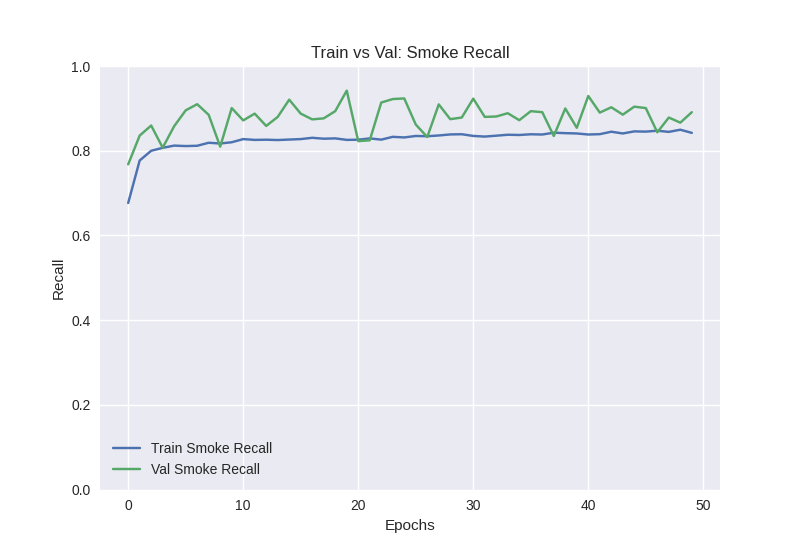 Train vs Val: Smoke Recall
1.0
0.8
0.6
0.4
0.2
0.0
Recall
Train Smoke Recall
Val Smoke Recall
0 10 20 30 40 50
Epochs